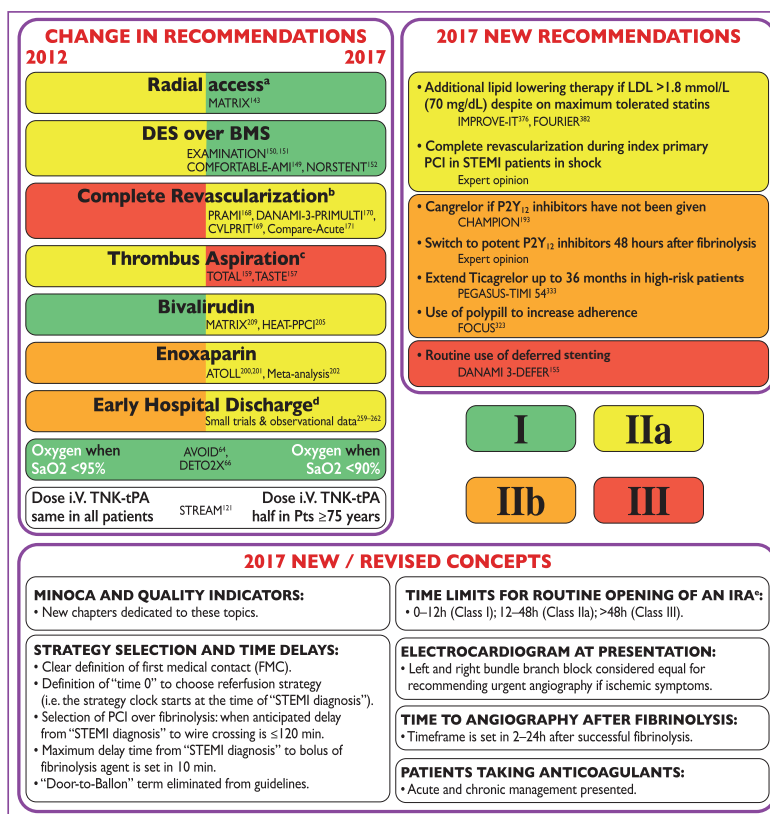 CHANGE IN RECOMMENDATIONS
2012 2017
Radial accessᵃ
MATRIX¹⁴³
DES over BMS
EXAMINATION¹⁵⁰,¹⁵¹
COMFORTABLE-AMI¹⁴⁹, NORSTENT¹⁵²
Complete Revascularizationᵇ
PRAMI¹⁶⁸, DANAMI-3-PRIMULTI¹⁷⁰,
CVLPRIT¹⁶⁹, Compare-Acute¹⁷¹
Thrombus Aspirationᶜ
TOTAL¹⁵⁹, TASTE¹⁵⁷
Bivalirudin
MATRIX²⁰⁹, HEAT-PPCI²⁰⁵
Enoxaparin
ATOLL²⁰⁰,²⁰¹, Meta-analysis²⁰²
Early Hospital Dischargeᵈ
Small trials & observational data²⁵⁹⁻²⁶²
Oxygen when AVOID⁶⁴, Oxygen when
SaO2 <95% DETO2X⁶⁶ SaO2 <90%
Dose i.V. TNK-tPA Dose i.V. TNK-tPA
same in all patients STREAM¹²¹ half in Pts ≥75 years
2017 NEW RECOMMENDATIONS
• Additional lipid lowering therapy if LDL >1.8 mmol/L
(70 mg/dL) despite on maximum tolerated statins
IMPROVE-IT³⁷⁶, FOURIER³⁸²
• Complete revascularization during index primary
PCI in STEMI patients in shock
Expert opinion
• Cangrelor if P2Y₁₂ inhibitors have not been given
CHAMPION¹⁹³
• Switch to potent P2Y₁₂ inhibitors 48 hours after fibrinolysis
Expert opinion
• Extend Ticagrelor up to 36 months in high-risk patients
PEGASUS-TIMI 54³³³
• Use of polypill to increase adherence
FOCUS³²³
• Routine use of deferred stenting
DANAMI 3-DEFER¹⁵⁵
I IIa
IIb III
2017 NEW / REVISED CONCEPTS
MINOCA AND QUALITY INDICATORS:
• New chapters dedicated to these topics.
STRATEGY SELECTION AND TIME DELAYS:
• Clear definition of first medical contact (FMC).
• Definition of “time 0” to choose referfusion strategy
(i.e. the strategy clock starts at the time of “STEMI diagnosis”).
• Selection of PCI over fibrinolysis: when anticipated delay
from “STEMI diagnosis” to wire crossing is ≤120 min.
• Maximum delay time from “STEMI diagnosis” to bolus of
fibrinolysis agent is set in 10 min.
• “Door-to-Ballon” term eliminated from guidelines.
TIME LIMITS FOR ROUTINE OPENING OF AN IRAᵉ:
• 0–12h (Class I); 12–48h (Class IIa); >48h (Class III).
ELECTROCARDIOGRAM AT PRESENTATION:
• Left and right bundle branch block considered equal for
recommending urgent angiography if ischemic symptoms.
TIME TO ANGIOGRAPHY AFTER FIBRINOLYSIS:
• Timeframe is set in 2–24h after successful fibrinolysis.
PATIENTS TAKING ANTICOAGULANTS:
• Acute and chronic management presented.